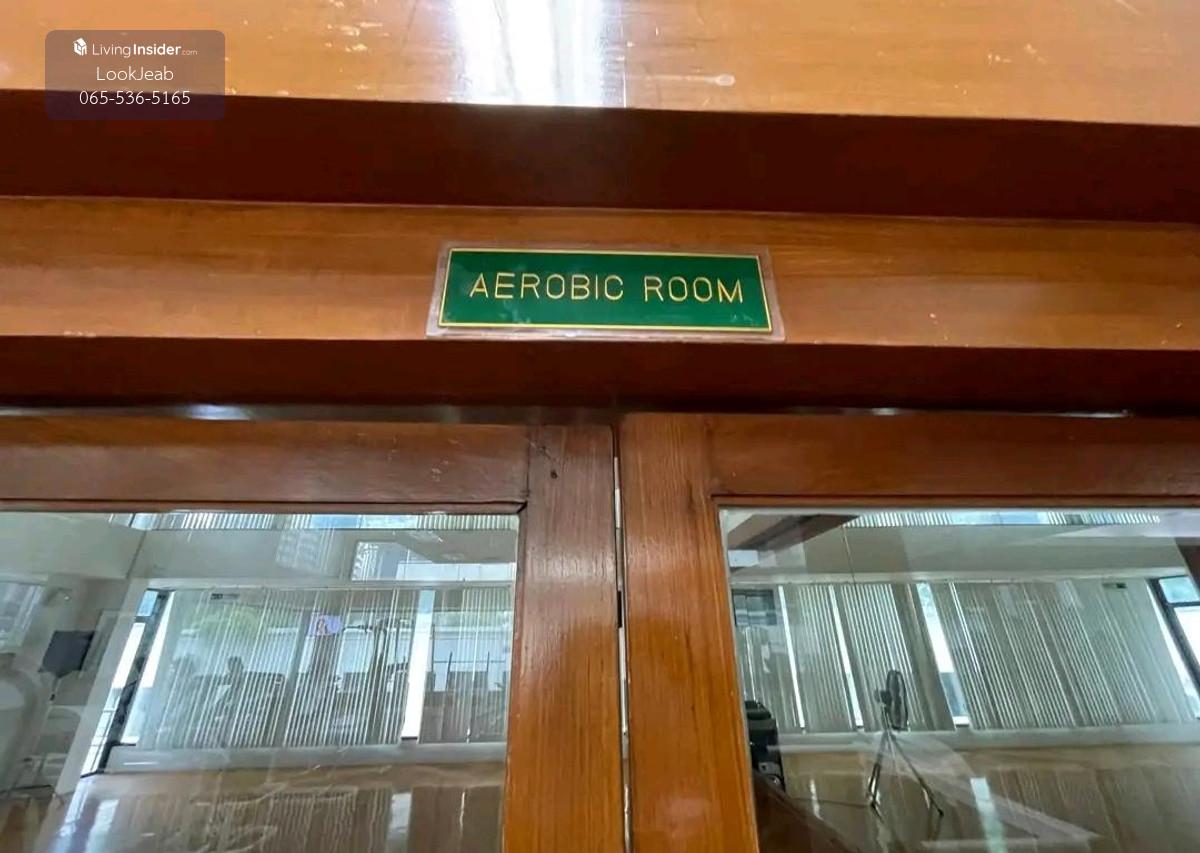 LivingInsider.com
LookJeab
065-536-5165
AEROBIC ROOM